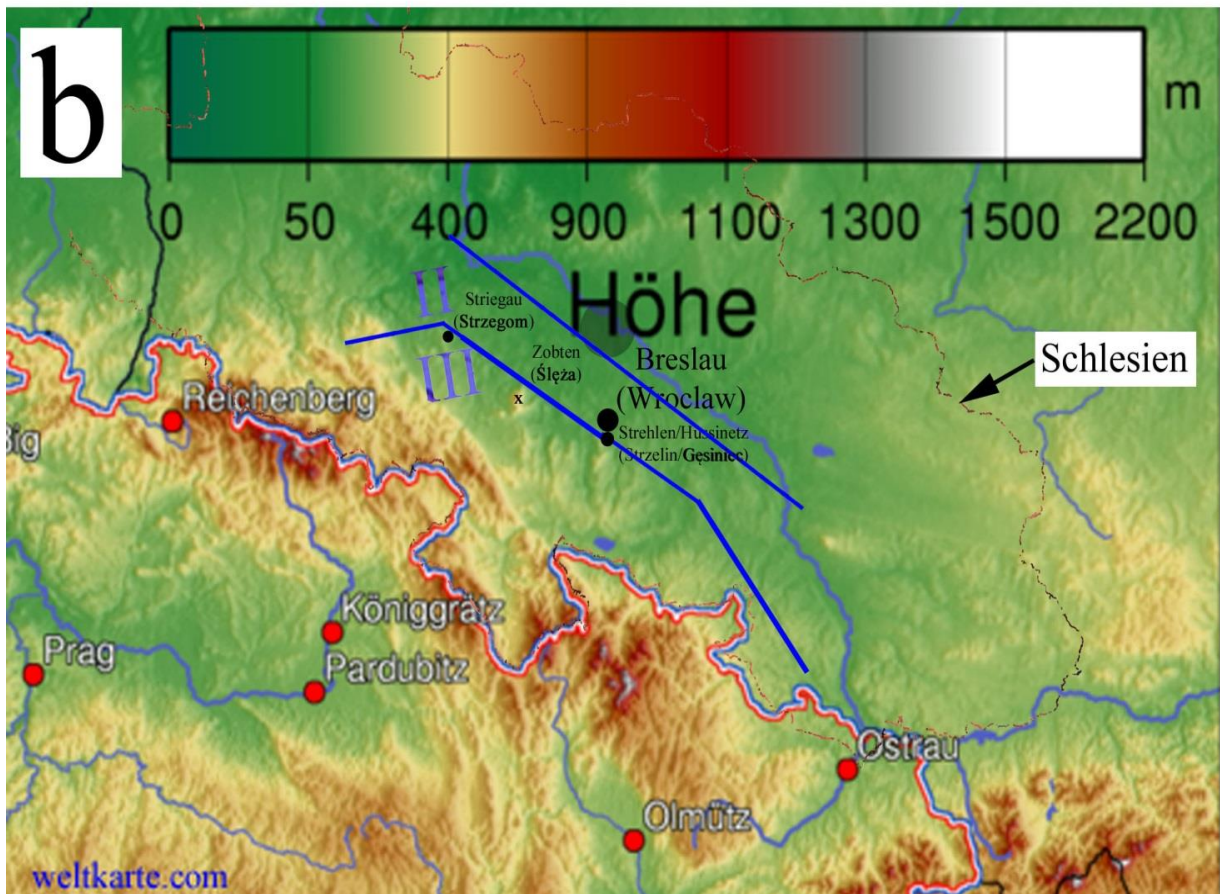 b
m
0 50 400 900 1100 1300 1500 2200
Höhe
II
Striegau
(Strzegom)
III
Zobten
(Ślęża)
x
Breslau
(Wroclaw)
Schlesien
Strehlen/Hussinetz
(Strzelin/Gęsiniec)
Reichenberg
ßig
Königgrätz
Prag
Pardubitz
Ostrau
Olmütz
weltkarte.com